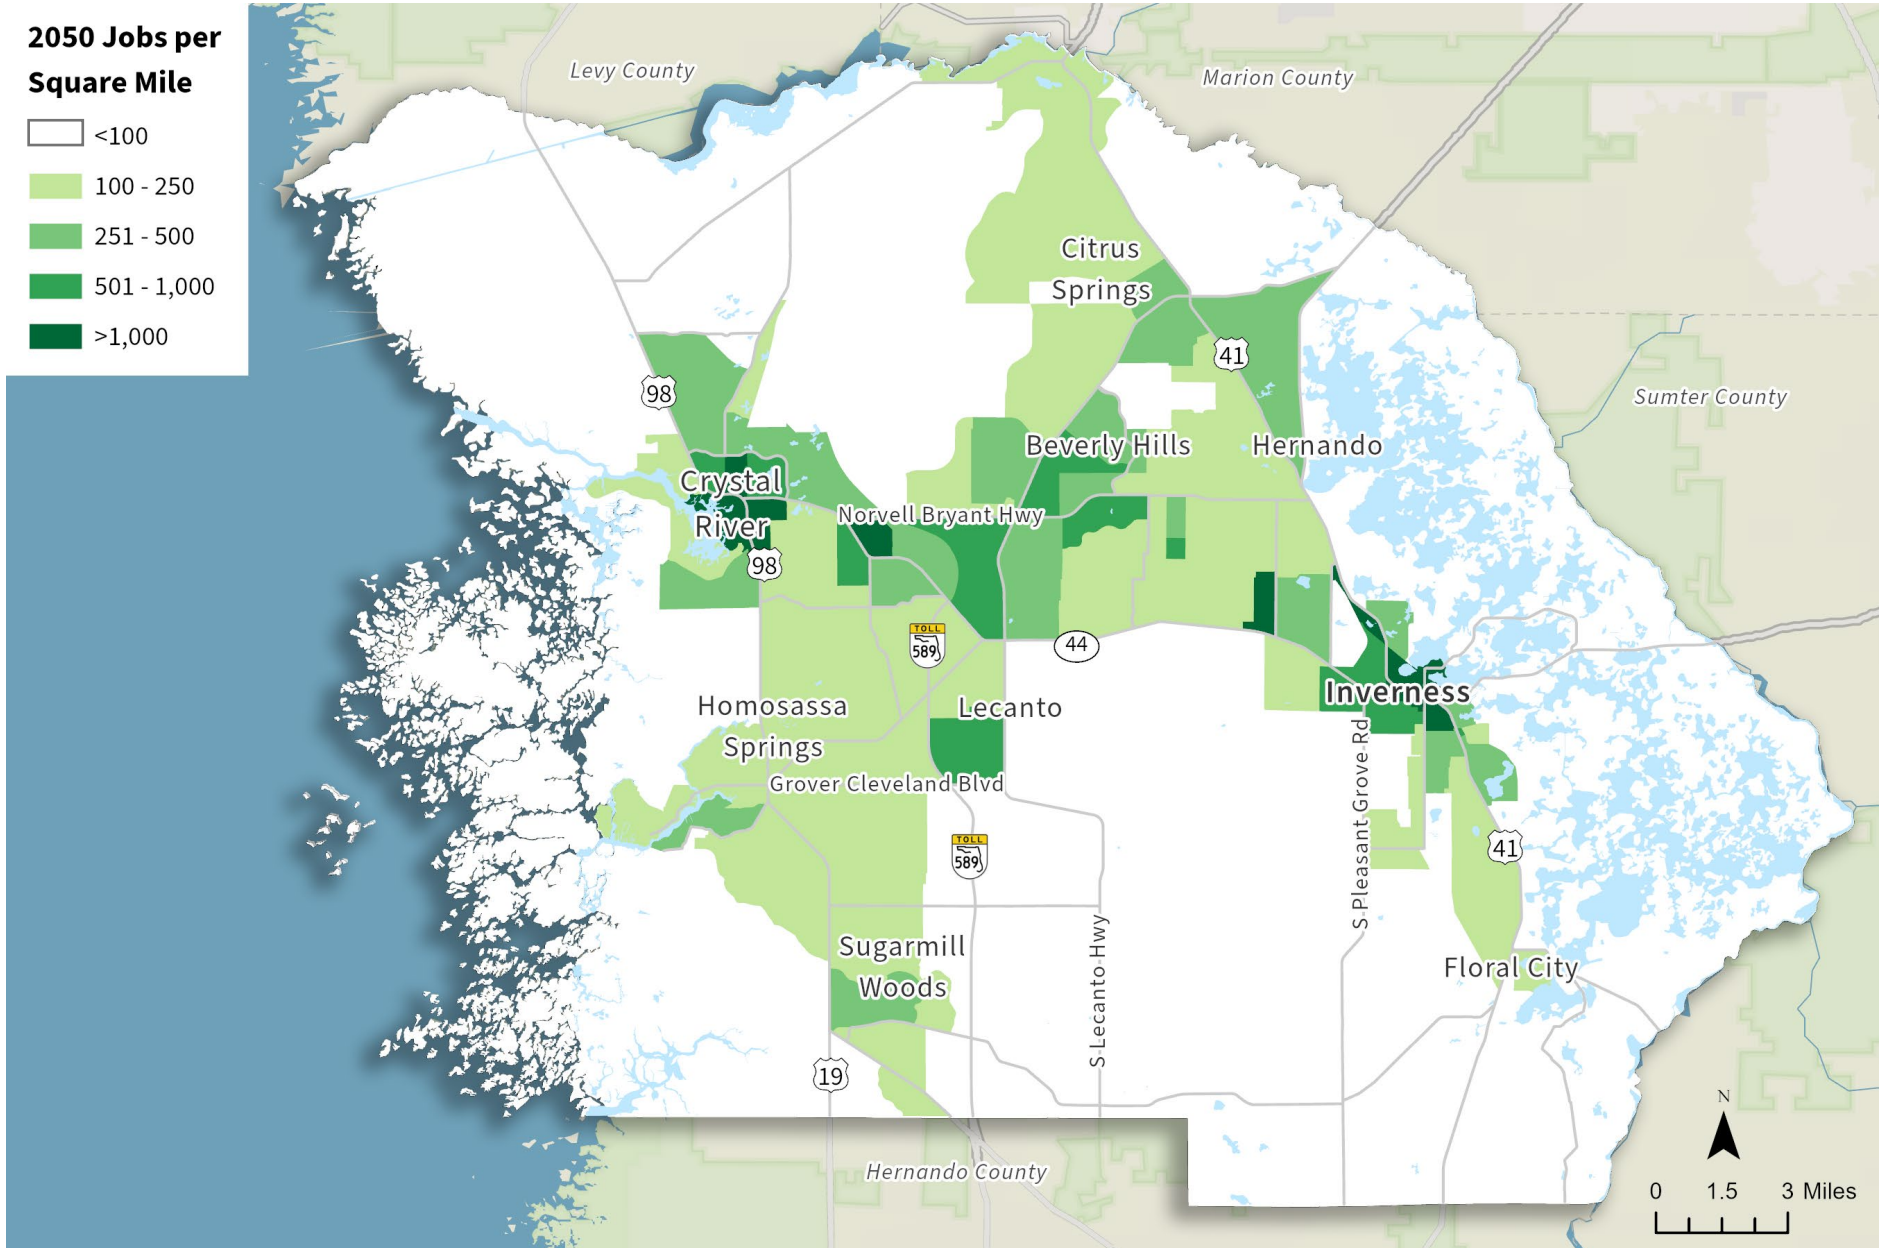 2050 Jobs per
Square Mile
<100
100 - 250
251 - 500
501 - 1,000
>1,000
Levy County
Marion County
Citrus
Springs
41
98
Sumter County
Beverly Hills
Hernando
Crystal
River
Norvell Bryant Hwy
98
TOLL
589
44
Inverness
Homosassa
Springs
Lecanto
Grover Cleveland Blvd
S Pleasant Grove Rd
TOLL
589
41
Sugarmill
Woods
S Lecanto Hwy
Floral City
19
Hernando County
N
0 1.5 3 Miles